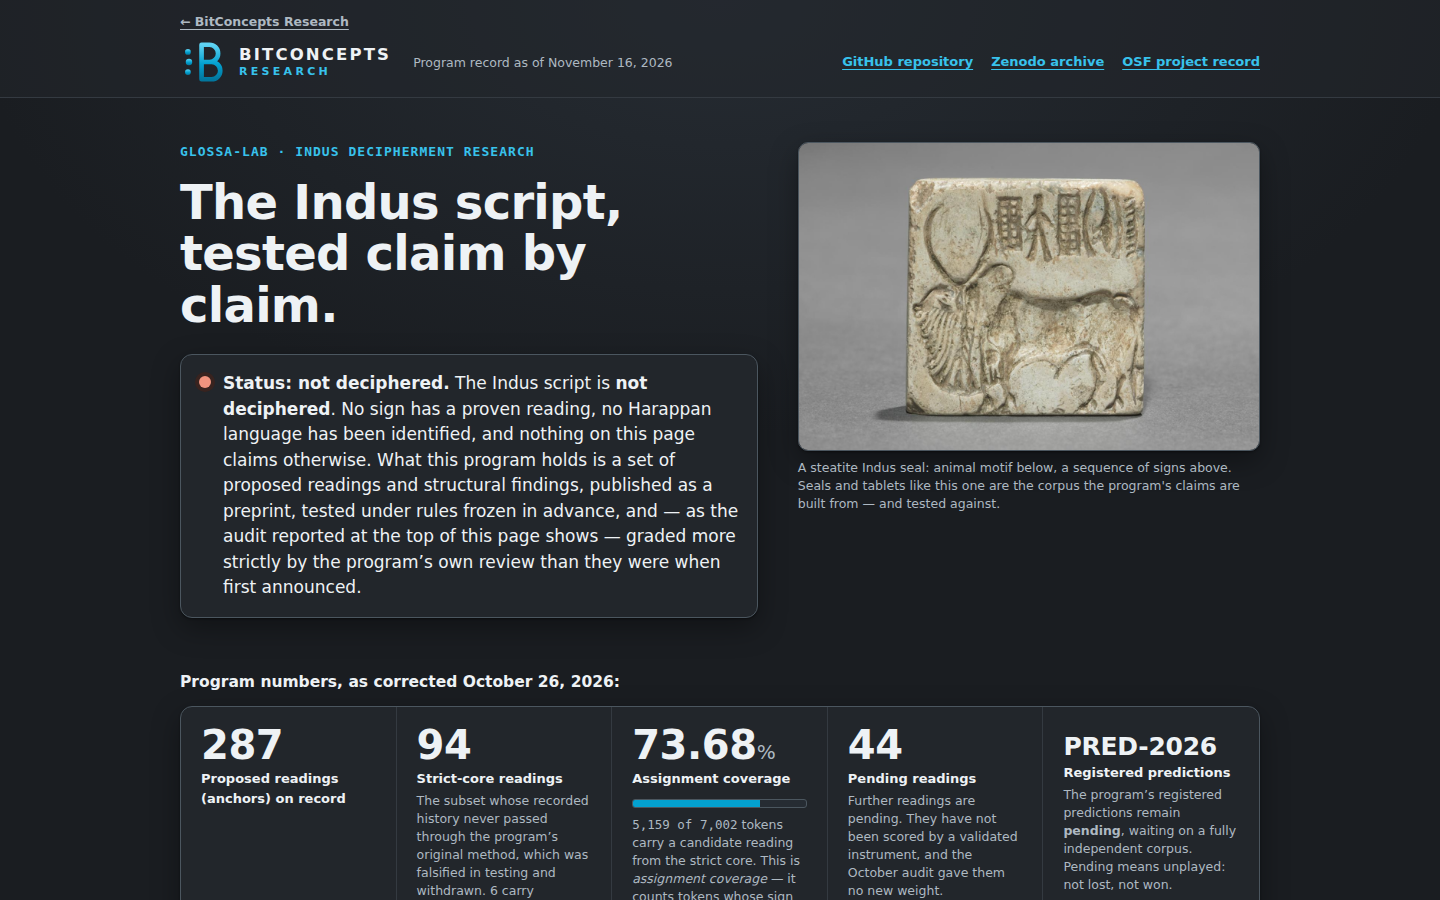 ← BitConcepts Research
BITCONCEPTS
RESEARCH
Program record as of November 16, 2026
GitHub repository
Zenodo archive
OSF project record
GLOSSA-LAB · INDUS DECIPHERMENT RESEARCH
The Indus script,
tested claim by
claim.
Status: not deciphered. The Indus script is not
deciphered. No sign has a proven reading, no Harappan
language has been identified, and nothing on this page
claims otherwise. What this program holds is a set of
proposed readings and structural findings, published as a
preprint, tested under rules frozen in advance, and — as the
audit reported at the top of this page shows — graded more
strictly by the program’s own review than they were when
first announced.
A steatite Indus seal: animal motif below, a sequence of signs above.
Seals and tablets like this one are the corpus the program's claims are
built from — and tested against.
Program numbers, as corrected October 26, 2026:
287
Proposed readings
(anchors) on record
94
Strict-core readings
The subset whose recorded
history never passed
through the program’s
original method, which was
falsified in testing and
withdrawn. 6 carry
73.68%
Assignment coverage
5,159 of 7,002 tokens
carry a candidate reading
from the strict core. This is
assignment coverage — it
counts tokens whose sign
44
Pending readings
Further readings are
pending. They have not
been scored by a validated
instrument, and the
October audit gave them
no new weight.
PRED-2026
Registered predictions
The program’s registered
predictions remain
pending, waiting on a fully
independent corpus.
Pending means unplayed:
not lost, not won.